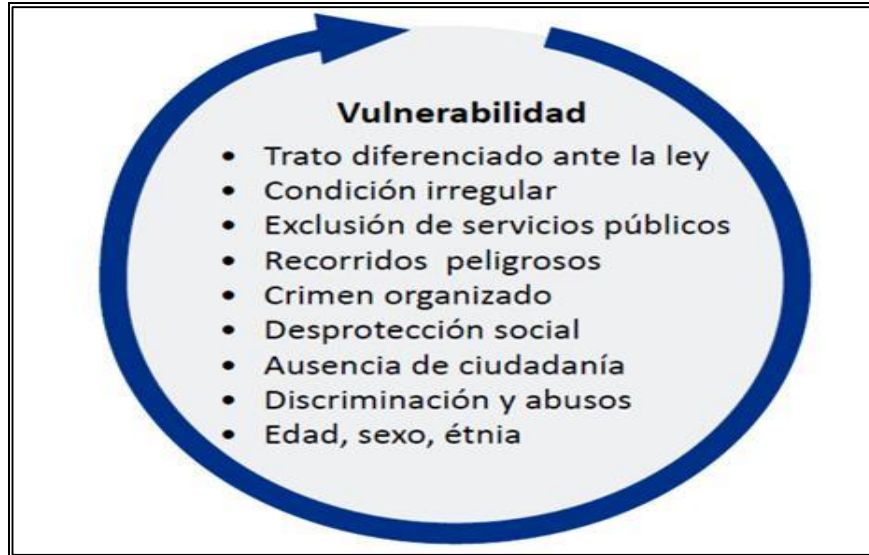 Vulnerabilidad
• Trato diferenciado ante la ley
• Condición irregular
• Exclusión de servicios públicos
• Recorridos peligrosos
• Crimen organizado
• Desprotección social
• Ausencia de ciudadanía
• Discriminación y abusos
• Edad, sexo, étnia